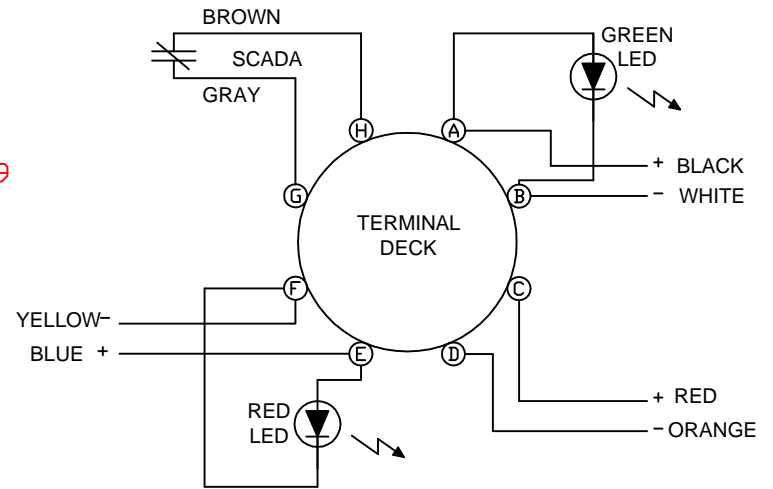 BROWN
SCADA
GRAY
GREEN
LED
H
A
+ BLACK
G
B
- WHITE
TERMINAL
DECK
F
C
YELLOW-
BLUE +
E
D
+ RED
RED
LED
- ORANGE